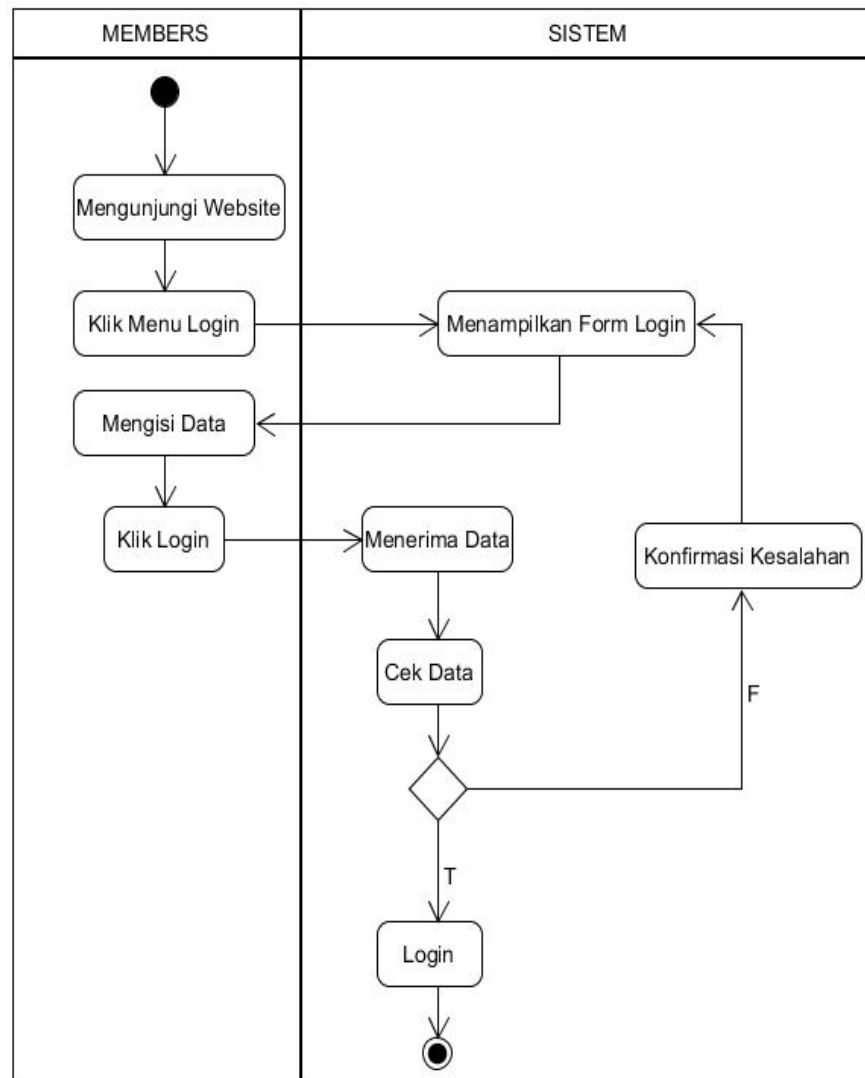 MEMBERS
SISTEM
Mengunjungi Website
Klik Menu Login
Menampilkan Form Login
Mengisi Data
Klik Login
Menerima Data
Konfirmasi Kesalahan
Cek Data
F
T
Login